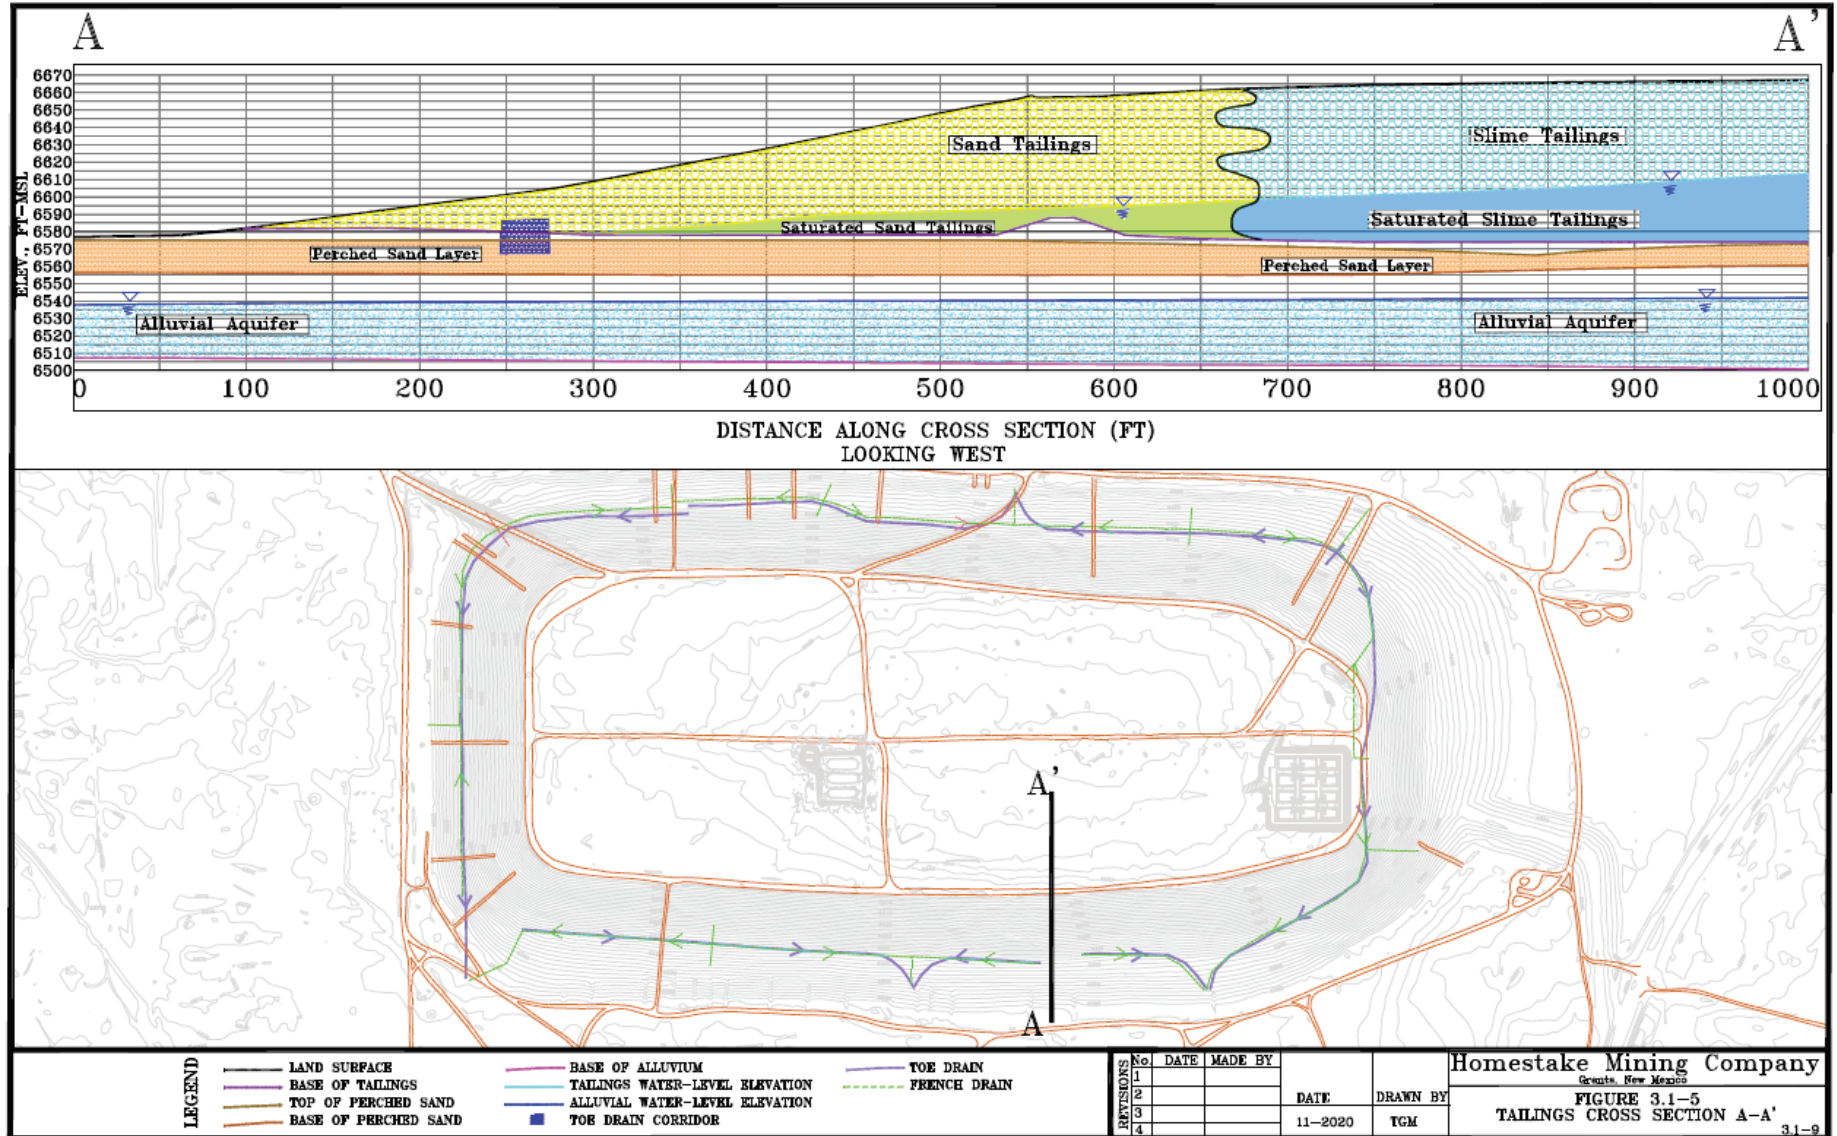 A
A'
6670
6660
6650
6640
6630
6620
6610
6600
6590
6580
6570
6560
6550
6540
6530
6520
6510
6500
ELEV., FT-MSL
Sand Tailings
Slime Tailings
Saturated Sand Tailings
Saturated Slime Tailings
Perched Sand Layer
Perched Sand Layer
Alluvial Aquifer
Alluvial Aquifer
0 100 200 300 400 500 600 700 800 900 1000
DISTANCE ALONG CROSS SECTION (FT)
LOOKING WEST
A'
A
LEGEND
LAND SURFACE
BASE OF TAILINGS
TOP OF PERCHED SAND
BASE OF PERCHED SAND
BASE OF ALLUVIUM
TAILINGS WATER-LEVEL ELEVATION
ALLUVIAL WATER-LEVEL ELEVATION
TOE DRAIN CORRIDOR
TOE DRAIN
FRENCH DRAIN
REVISIONS
No. DATE MADE BY
1
2
3
4
DATE
11-2020
DRAWN BY
TGM
Homestake Mining Company
Grants, New Mexico
FIGURE 3.1-5
TAILINGS CROSS SECTION A-A'
3.1-9